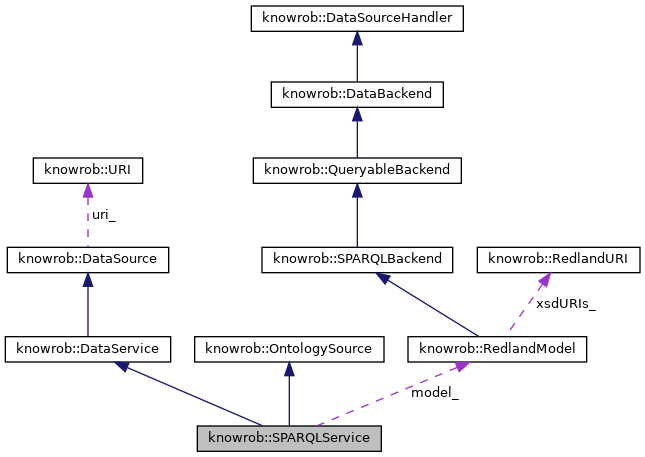 knowrob::DataSourceHandler
knowrob::DataBackend
knowrob::URI
knowrob::QueryableBackend
uri_
knowrob::DataSource
knowrob::SPARQLBackend
knowrob::RedlandURI
xsdURIs_
knowrob::DataService
knowrob::OntologySource
knowrob::RedlandModel
model_
knowrob::SPARQLService